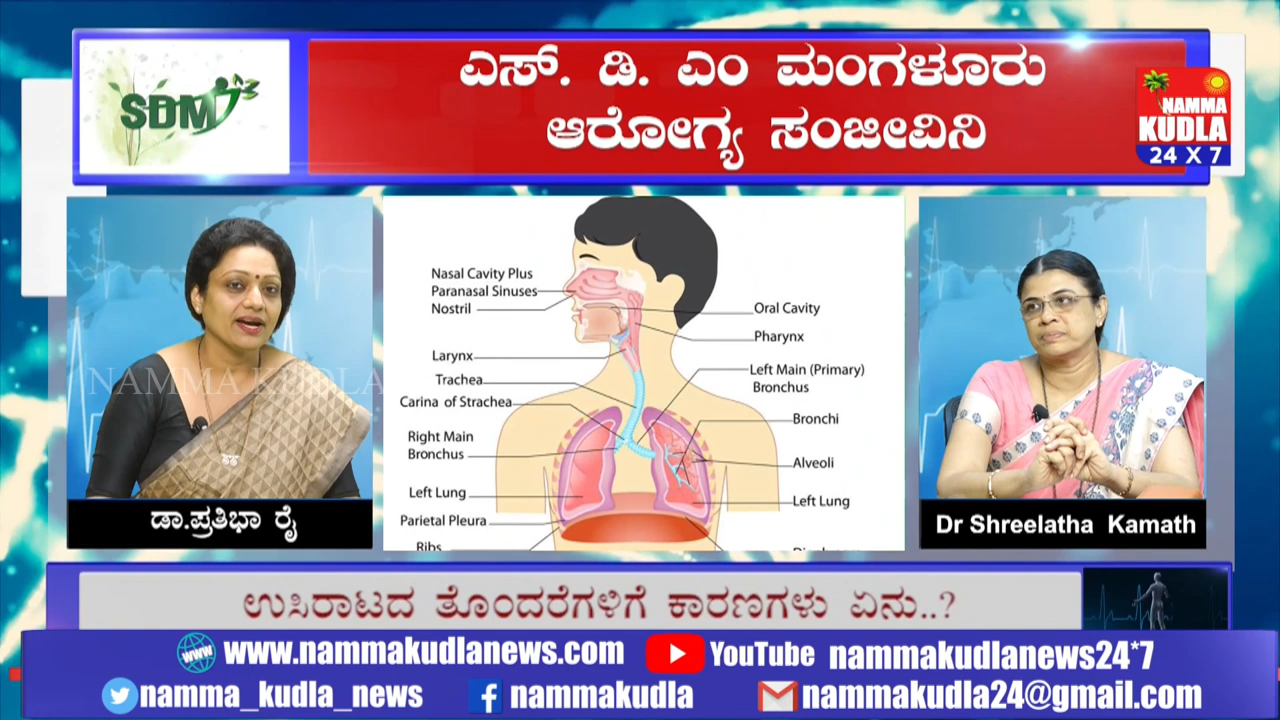 SDM
ಎಸ್. ಡಿ. ಎಂ ಮಂಗಳೂರು
ಆರೋಗ್ಯ ಸಂಜೀವಿನಿ
NAMMA
KUDLA
24 X 7
NAMMA KUDLA
ಡಾ.ಪ್ರತಿಭಾ ರೈ
Nasal Cavity Plus
Paranasal Sinuses
Nostril
Larynx
Trachea
Carina of Strachea
Right Main
Bronchus
Left Lung
Parietal Pleura
Ribs
Oral Cavity
Pharynx
Left Main (Primary)
Bronchus
Bronchi
Alveoli
Left Lung
Dr Shreelatha Kamath
ಉಸಿರಾಟದ ತೊಂದರೆಗಳಿಗೆ ಕಾರಣಗಳು ಏನು..?
www www.nammakudlanews.com YouTube nammakudlanews24*7
namma_kudla_news nammakudla nammakudla24@gmail.com